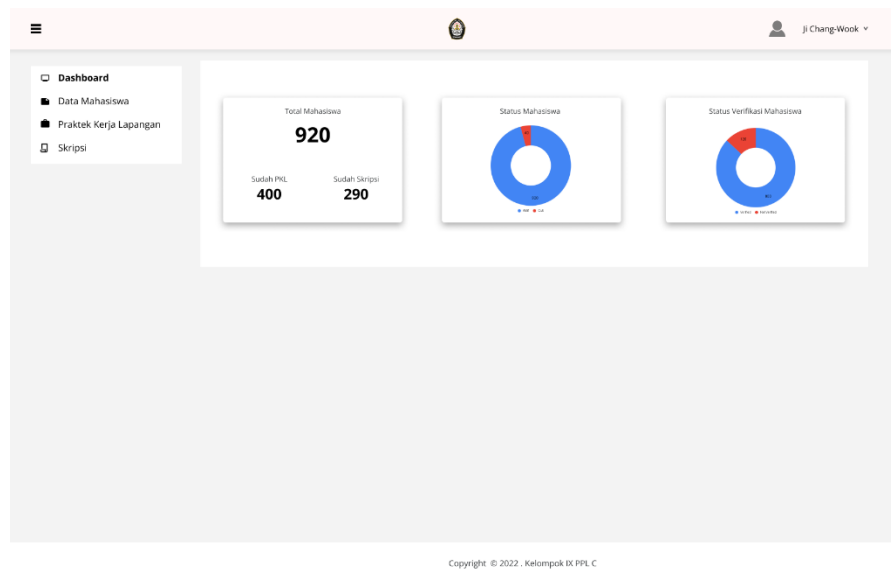 Ji Chang-Wook
Dashboard
Data Mahasiswa
Praktek Kerja Lapangan
Skripsi
Total Mahasiswa
920
Sudah PKL
Sudah Skripsi
400
290
Status Mahasiswa
Status Verifikasi Mahasiswa
Copyright © 2022 . Kelompok IX PPL C